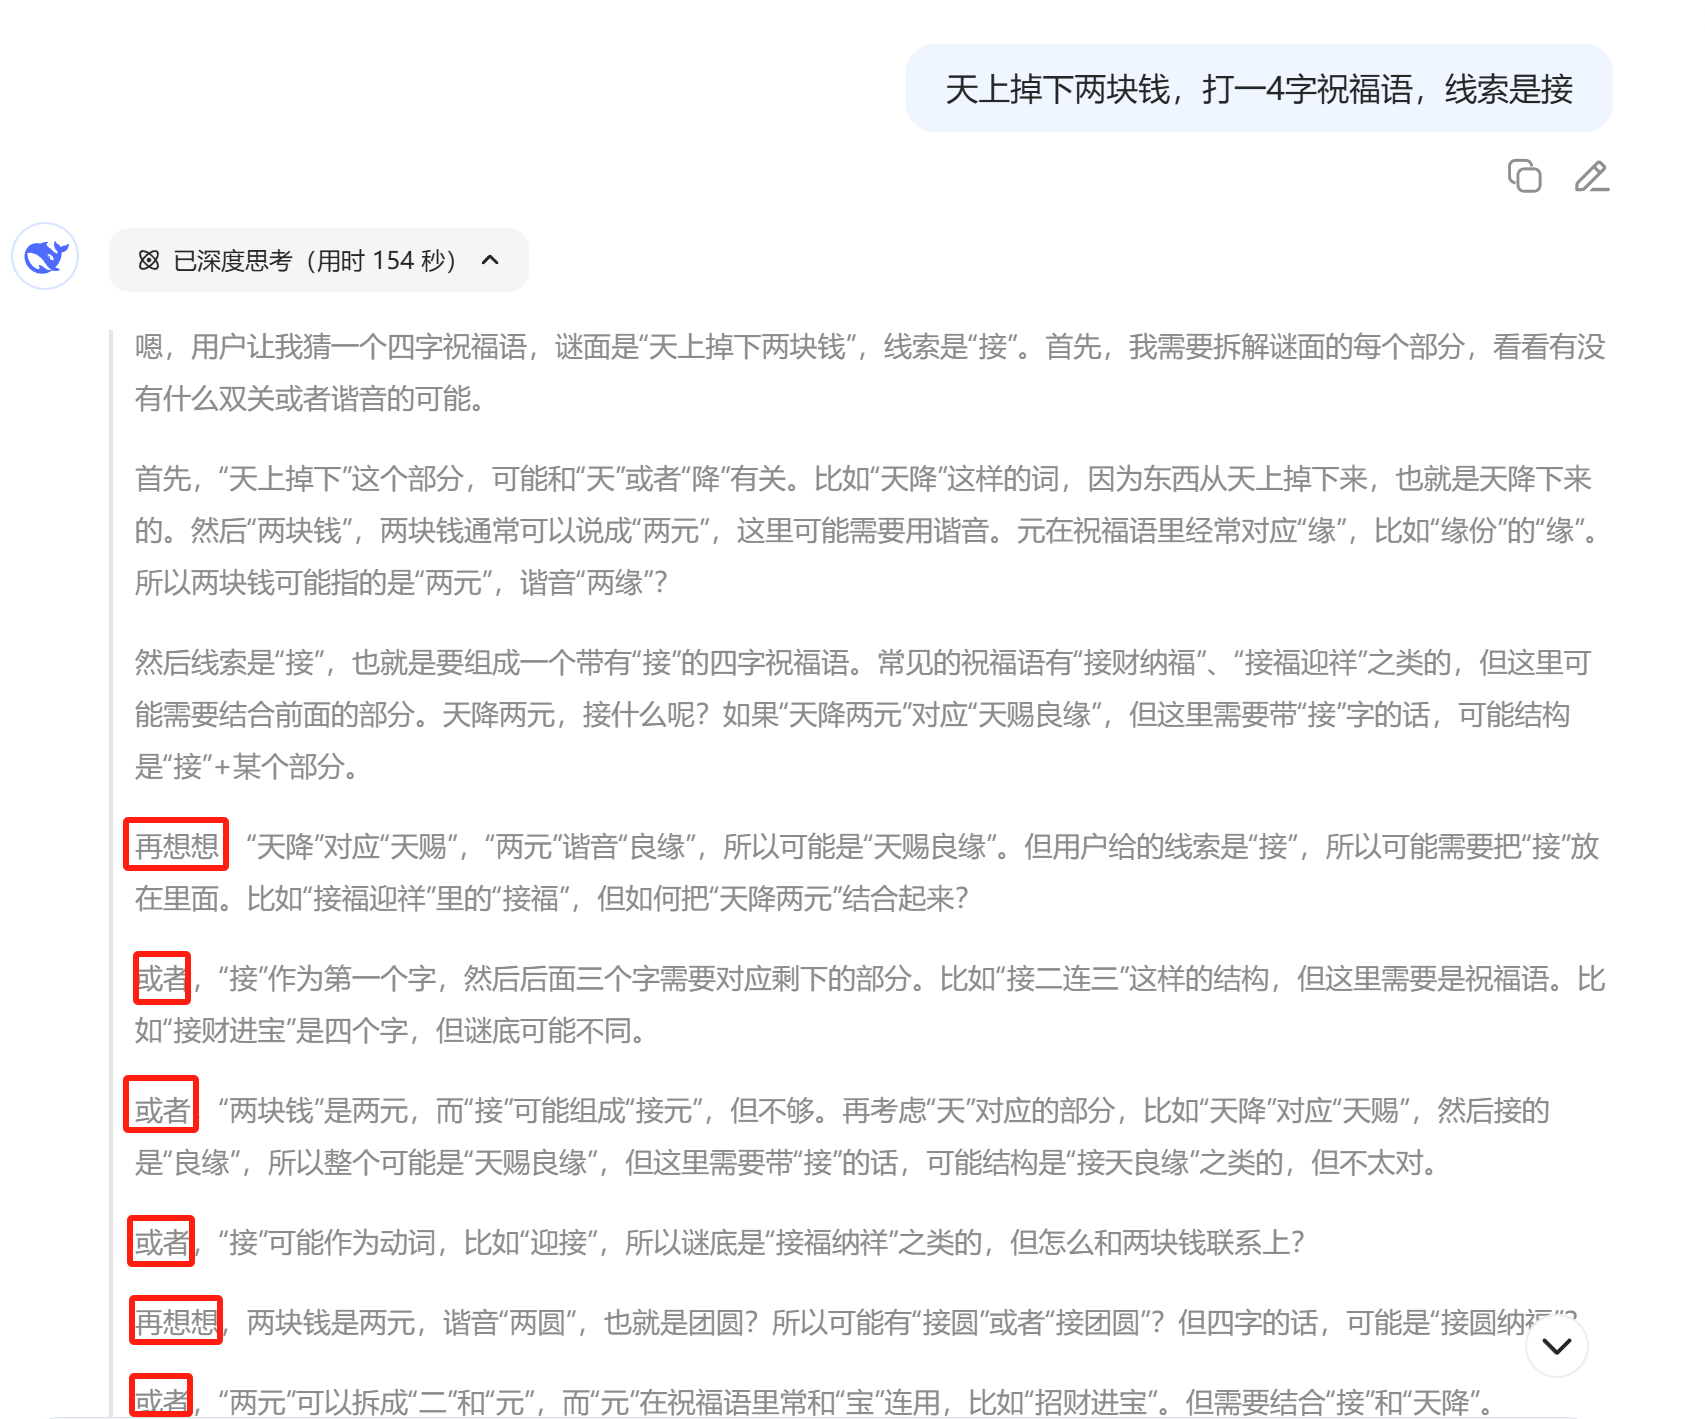 天上掉下两块钱，打一4字祝福语，线索是接
已深度思考（用时 154 秒）
嗯，用户让我猜一个四字祝福语，谜面是“天上掉下两块钱”，线索是“接”。首先，我需要拆解谜面的每个部分，看看有没
有什么双关或者谐音的可能。
首先，“天上掉下”这个部分，可能和“天”或者“降”有关。比如“天降”这样的词，因为东西从天上掉下来，也就是天降下来
的。然后“两块钱”，两块钱通常可以说成“两元”，这里可能需要用谐音。元在祝福语里经常对应“缘”，比如“缘份”的“缘”。
所以两块钱可能指的是“两元”，谐音“两缘”？
然后线索是“接”，也就是要组成一个带有“接”的四字祝福语。常见的祝福语有“接财纳福”、“接福迎祥”之类的，但这里可
能需要结合前面的部分。天降两元，接什么呢？如果“天降两元”对应“天赐良缘”，但这里需要带“接”字的话，可能结构
是“接”+某个部分。
再想想，“天降”对应“天赐”，“两元”谐音“良缘”，所以可能是“天赐良缘”。但用户给的线索是“接”，所以可能需要把“接”放
在里面。比如“接福迎祥”里的“接福”，但如何把“天降两元”结合起来？
或者，“接”作为第一个字，然后后面三个字需要对应剩下的部分。比如“接二连三”这样的结构，但这里需要是祝福语。比
如“接财进宝”是四个字，但谜底可能不同。
或者，“两块钱”是两元，而“接”可能组成“接元”，但不够。再考虑“天”对应的部分，比如“天降”对应“天赐”，然后接的
是“良缘”，所以整个可能是“天赐良缘”，但这里需要带“接”的话，可能结构是“接天良缘”之类的，但不太对。
或者，“接”可能作为动词，比如“迎接”，所以谜底是“接福纳祥”之类的，但怎么和两块钱联系上？
再想想，两块钱是两元，谐音“两圆”，也就是团圆？所以可能有“接圆”或者“接团圆”？但四字的话，可能是“接圆纳福”？
或者，“两元”可以拆成“二”和“元”，而“元”在祝福语里常和“宝”连用，比如“招财进宝”。但需要结合“接”和“天降”。